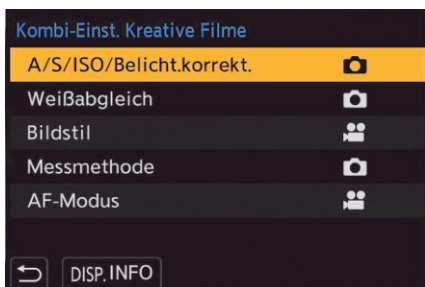 Kombi-Einst. Kreative Filme
A/S/ISO/Belicht.korrekt.
Weißabgleich
Bildstil
Messmethode
AF-Modus
DISP. INFO